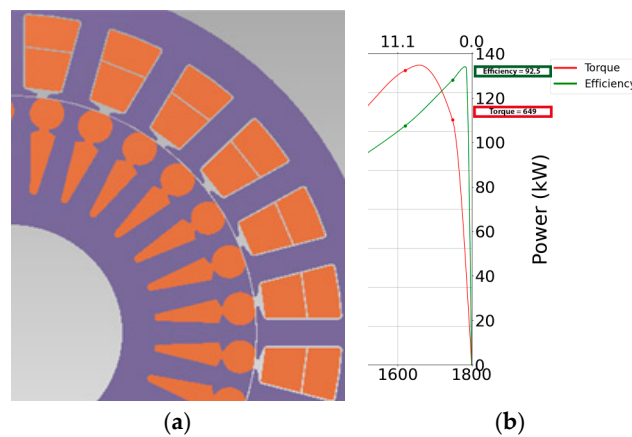 11.1 0.0
140
Efficiency = 92,5
Torque
Efficiency
120
Torque = 649
100
80
60
40
20
0
Power (kW)
1600 1800
(a) (b)